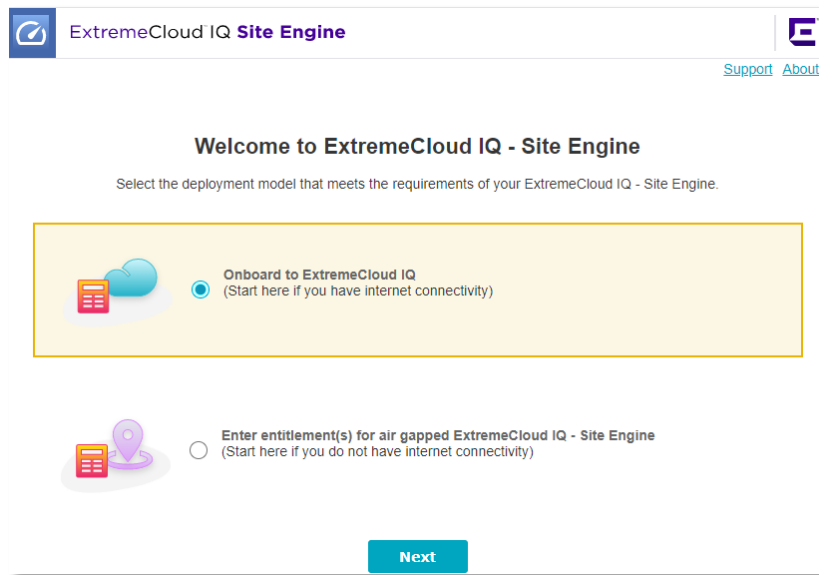 ExtremeCloud™ IQ Site Engine
Support About
Welcome to ExtremeCloud IQ - Site Engine
Select the deployment model that meets the requirements of your ExtremeCloud IQ - Site Engine.
Onboard to ExtremeCloud IQ
(Start here if you have internet connectivity)
Enter entitlement(s) for air gapped ExtremeCloud IQ - Site Engine
(Start here if you do not have internet connectivity)
Next